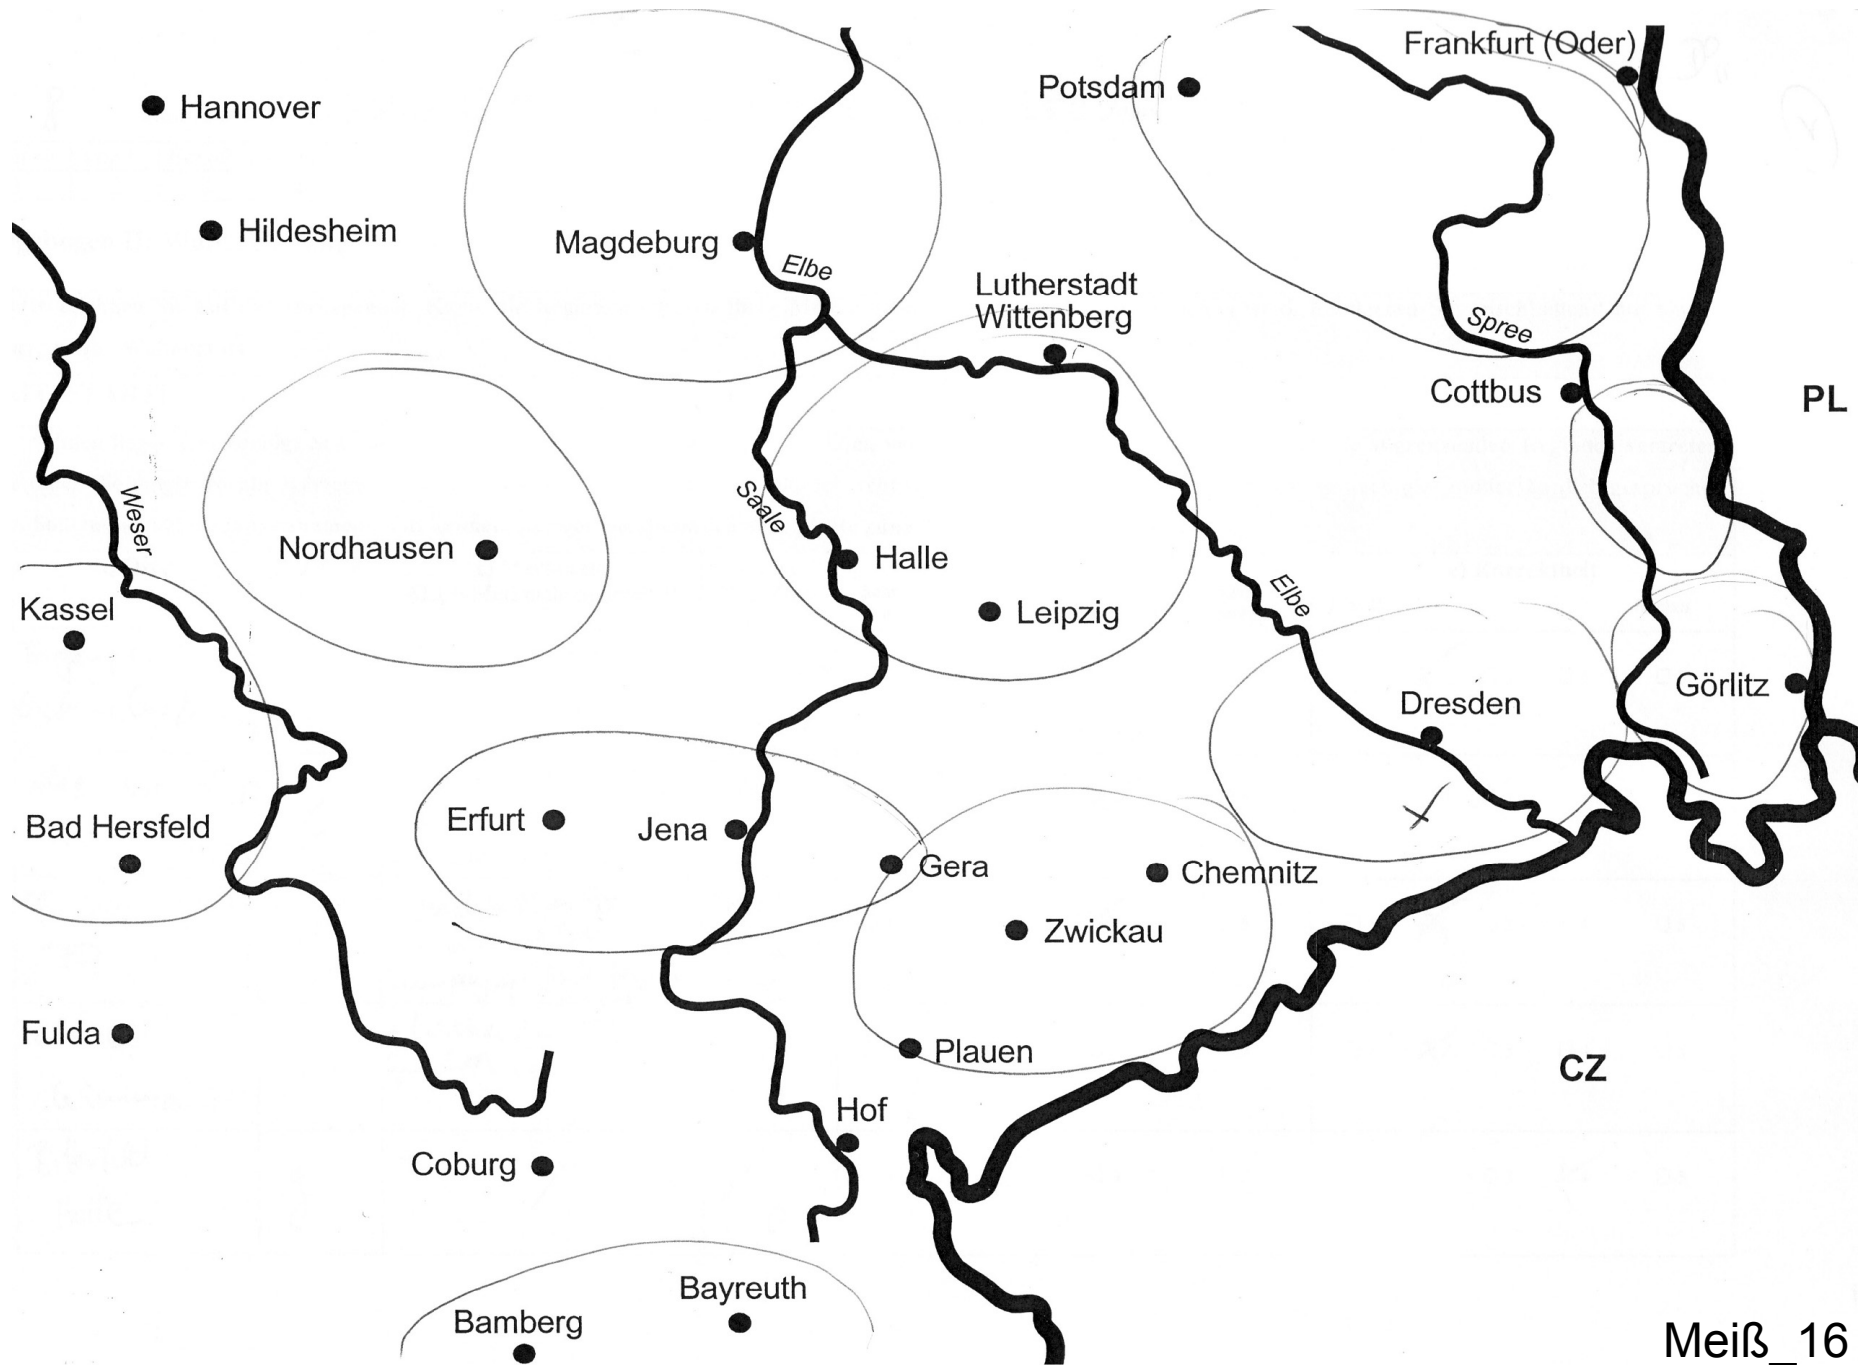 Frankfurt (Oder)
Potsdam
Hannover
Hildesheim
Magdeburg
Elbe
Lutherstadt
Wittenberg
Spree
Cottbus
PL
Weser
Saale
Nordhausen
Halle
Leipzig
Elbe
Kassel
Görlitz
Dresden
Bad Hersfeld
Erfurt
Jena
Gera
Chemnitz
Zwickau
Fulda
Plauen
CZ
Hof
Coburg
Bayreuth
Bamberg
Meiß_16